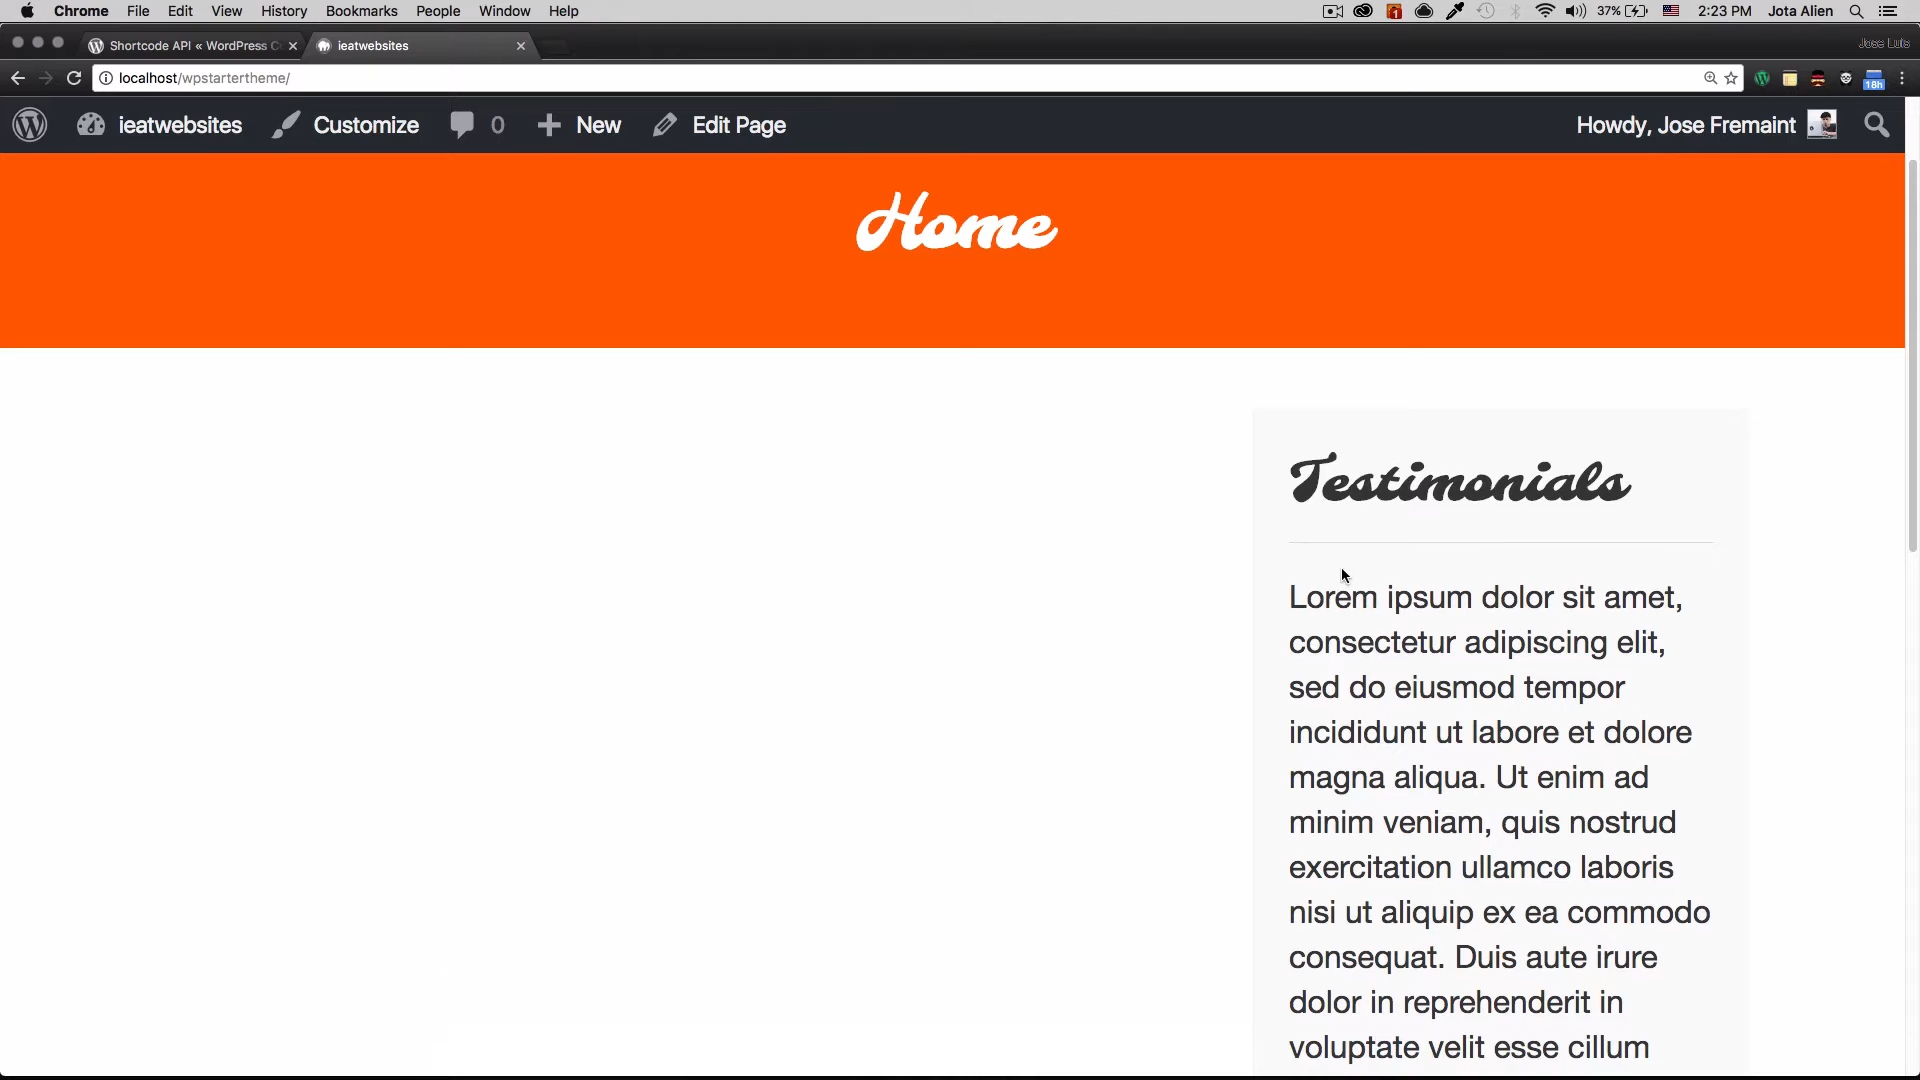 Chrome File Edit View History Bookmarks People Window Help 1 37% 2:23 PM Jota Alien
Shortcode API « WordPress C ieatwebsites Jose Luis
localhost/wpstartertheme/ 18h
ieatwebsites Customize 0 New Edit Page Howdy, Jose Fremaint
Home
Testimonials
Lorem ipsum dolor sit amet,
consectetur adipiscing elit,
sed do eiusmod tempor
incididunt ut labore et dolore
magna aliqua. Ut enim ad
minim veniam, quis nostrud
exercitation ullamco laboris
nisi ut aliquip ex ea commodo
consequat. Duis aute irure
dolor in reprehenderit in
voluptate velit esse cillum